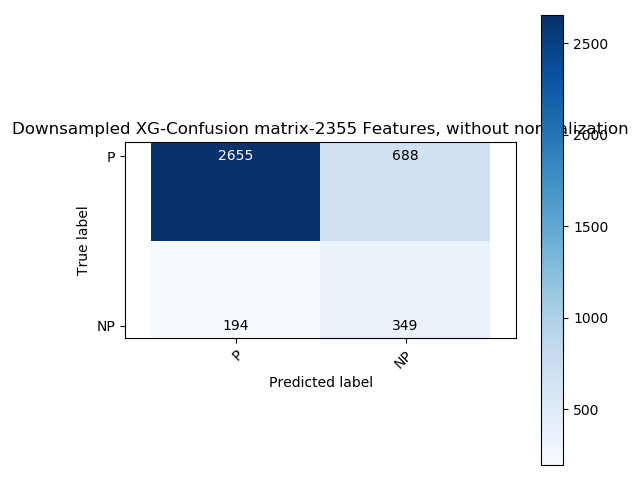 Downsampled XG-Confusion matrix-2355 Features, without normalization
2500
2000
1500
1000
500
True label
P
NP
2655 688
194 349
P NP
Predicted label